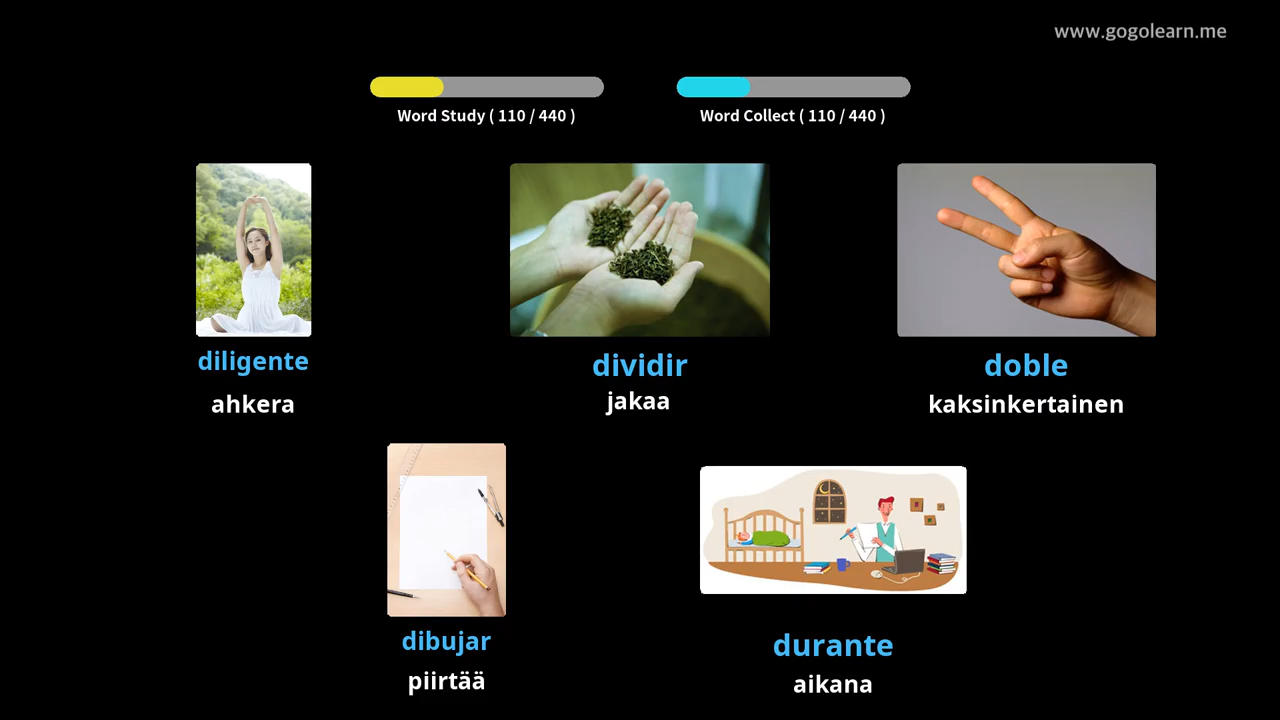 www.gogolearn.me
Word Study ( 110 / 440 )
Word Collect ( 110 / 440 )
diligente
ahkera
dividir
jakaa
doble
kaksinkertainen
dibujar
piirtää
durante
aikana